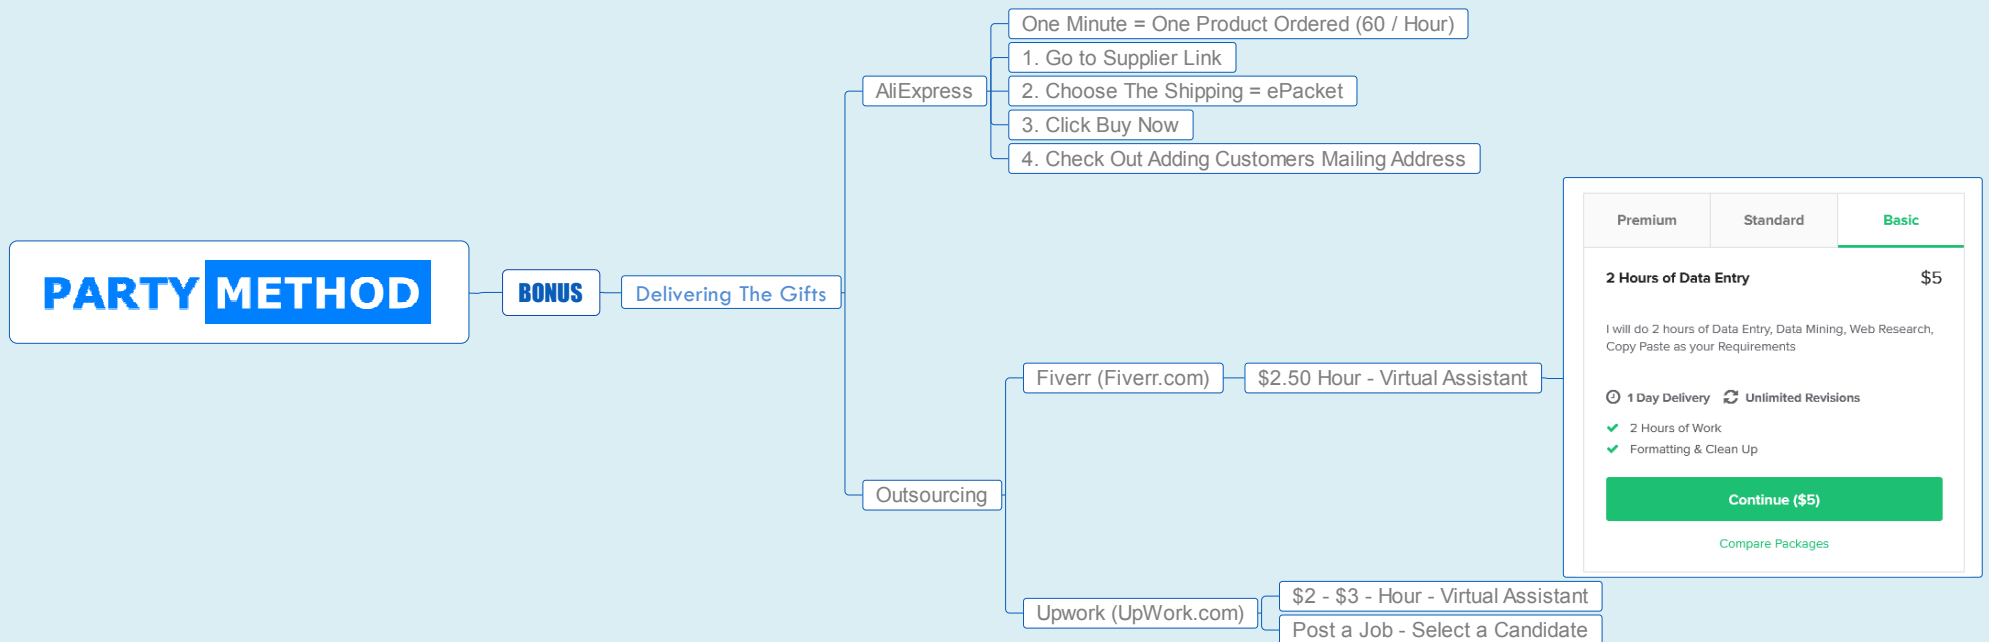 PARTY METHOD
BONUS
Delivering The Gifts
AliExpress
One Minute = One Product Ordered (60 / Hour)
1. Go to Supplier Link
2. Choose The Shipping = ePacket
3. Click Buy Now
4. Check Out Adding Customers Mailing Address
Outsourcing
Fiverr (Fiverr.com)
$2.50 Hour - Virtual Assistant
Premium
Standard
Basic
2 Hours of Data Entry
$5
I will do 2 hours of Data Entry, Data Mining, Web Research,
Copy Paste as your Requirements
1 Day Delivery
Unlimited Revisions
2 Hours of Work
Formatting & Clean Up
Continue ($5)
Compare Packages
Upwork (UpWork.com)
$2 - $3 - Hour - Virtual Assistant
Post a Job - Select a Candidate